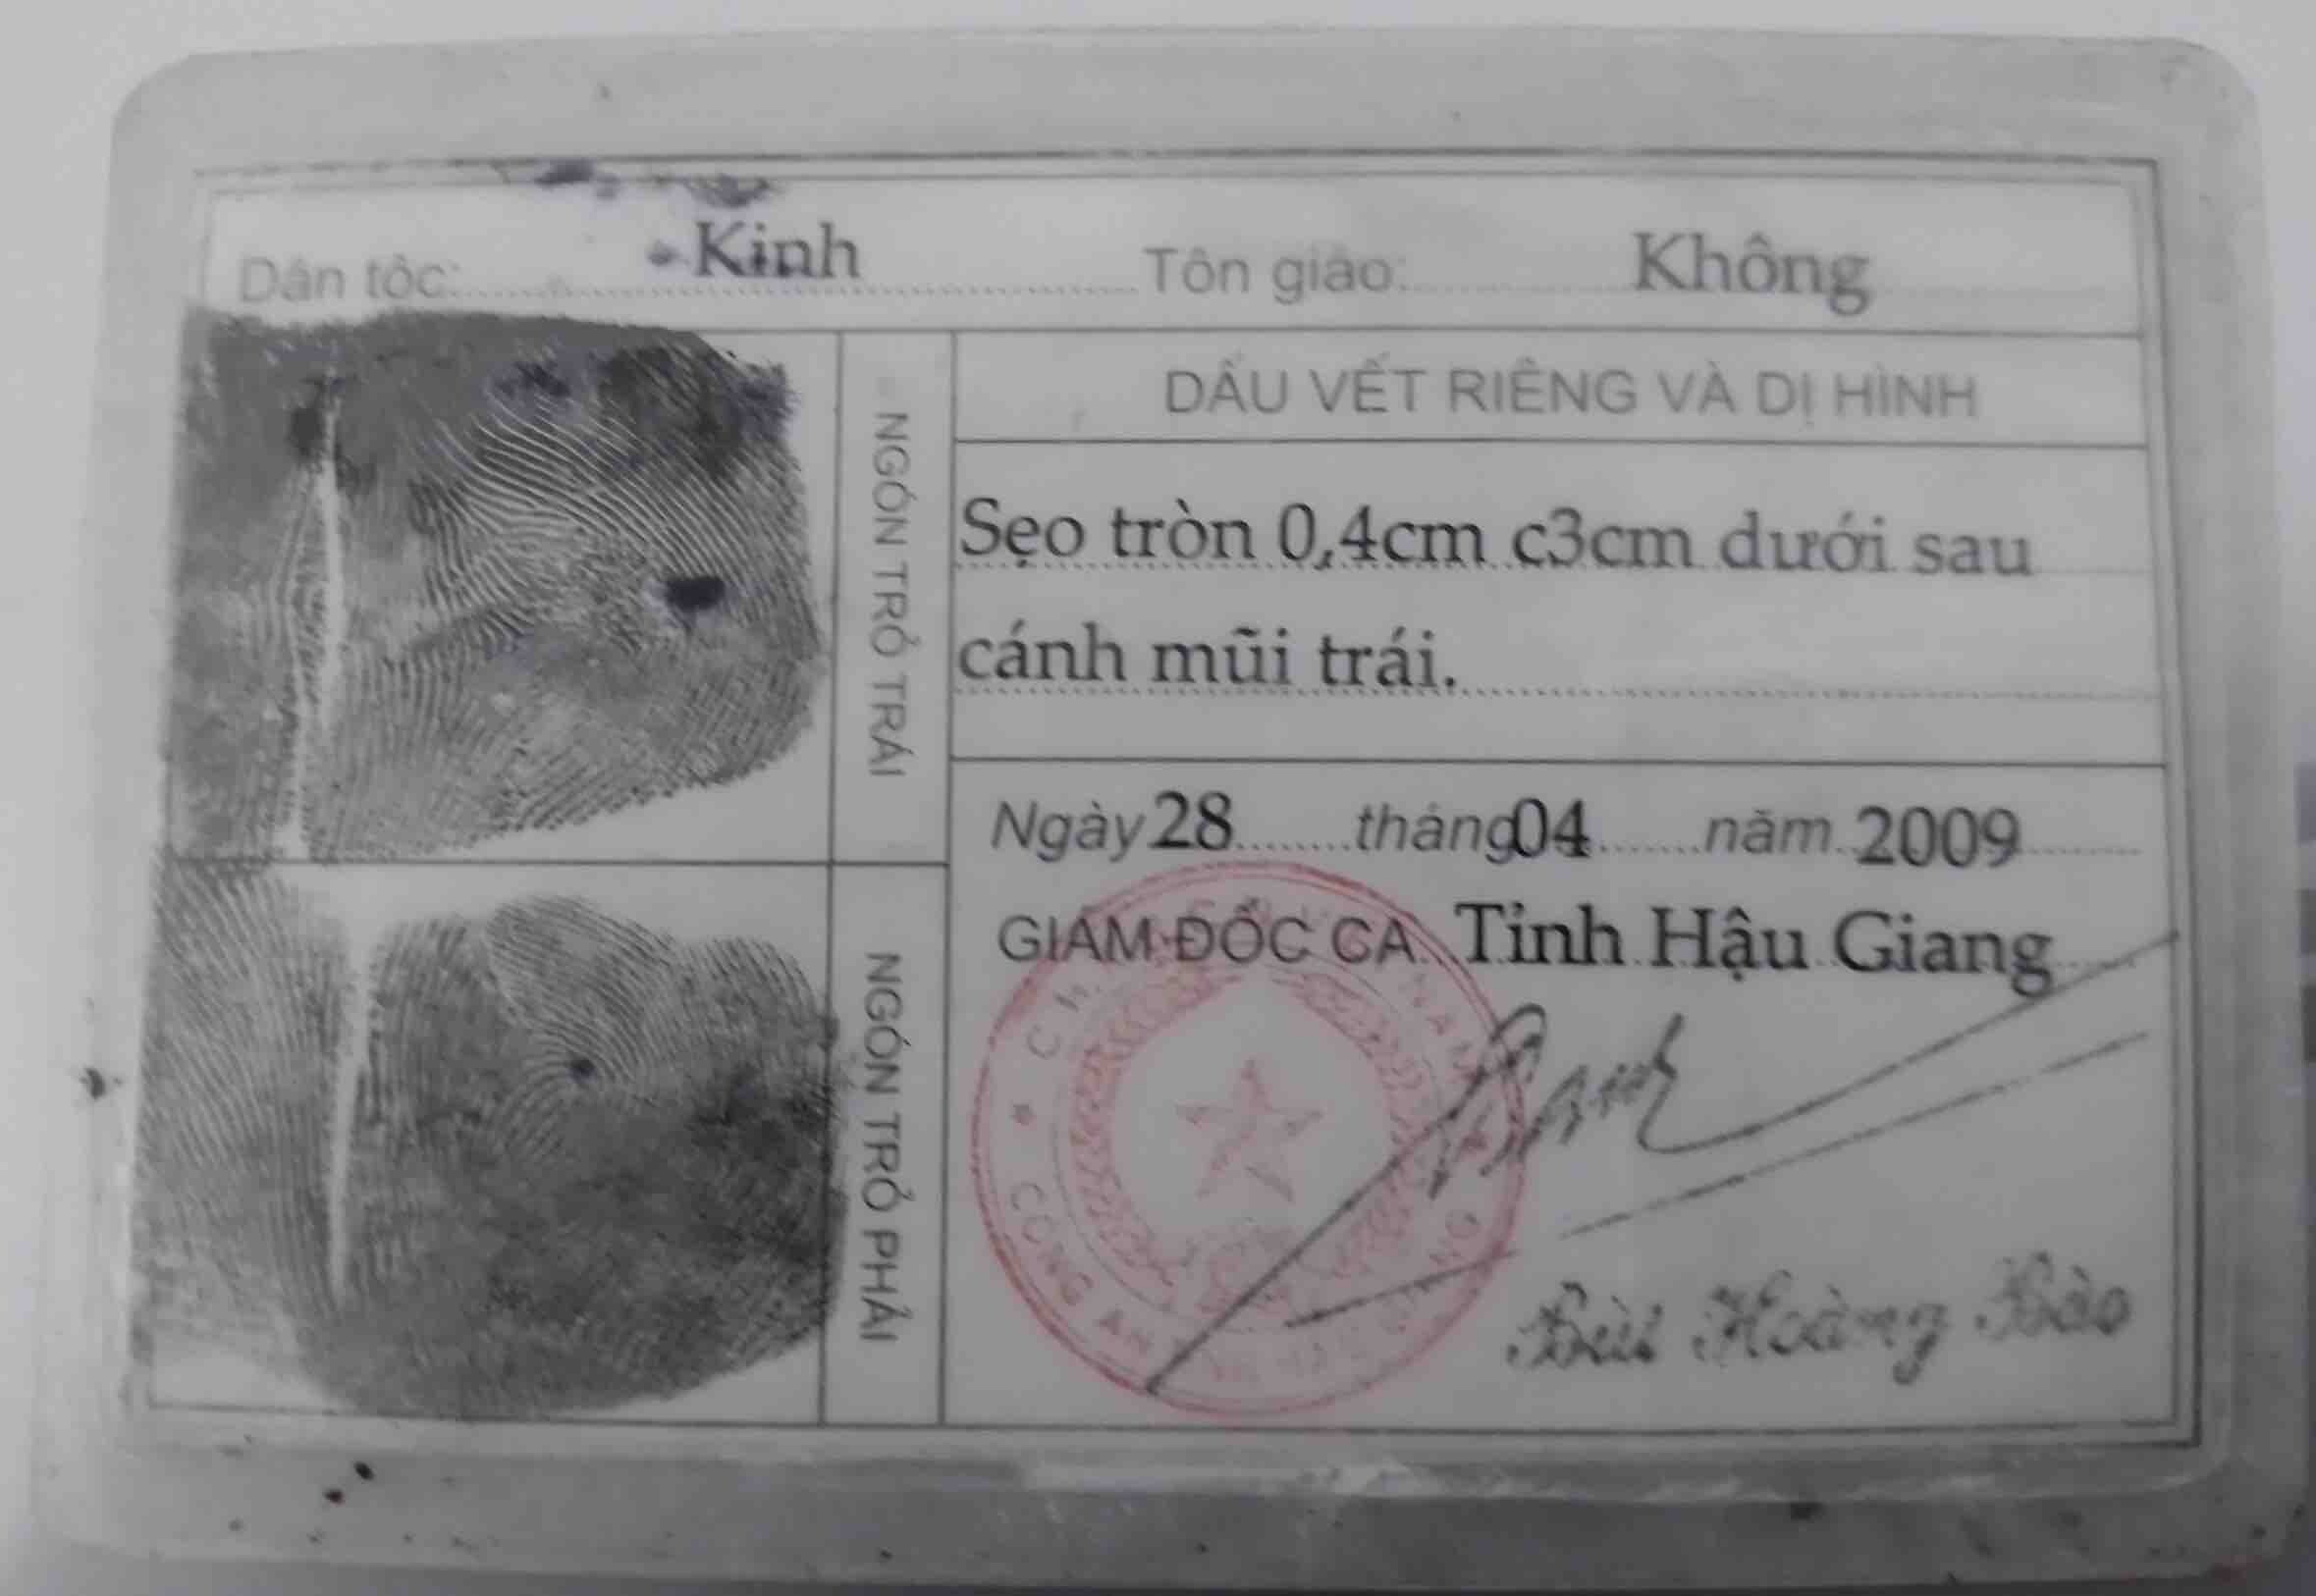 Dân tộc: Kinh Tôn giáo: Không
NGÓN TRỎ TRÁI
DẤU VẾT RIÊNG VÀ DỊ HÌNH
Sẹo tròn 0,4cm c3cm dưới sau
cánh mũi trái.
NGÓN TRỎ PHẢI
Ngày 28 tháng 04 năm 2009
GIÁM ĐỐC CA Tỉnh Hậu Giang
CÔNG AN
Bùi Hoàng